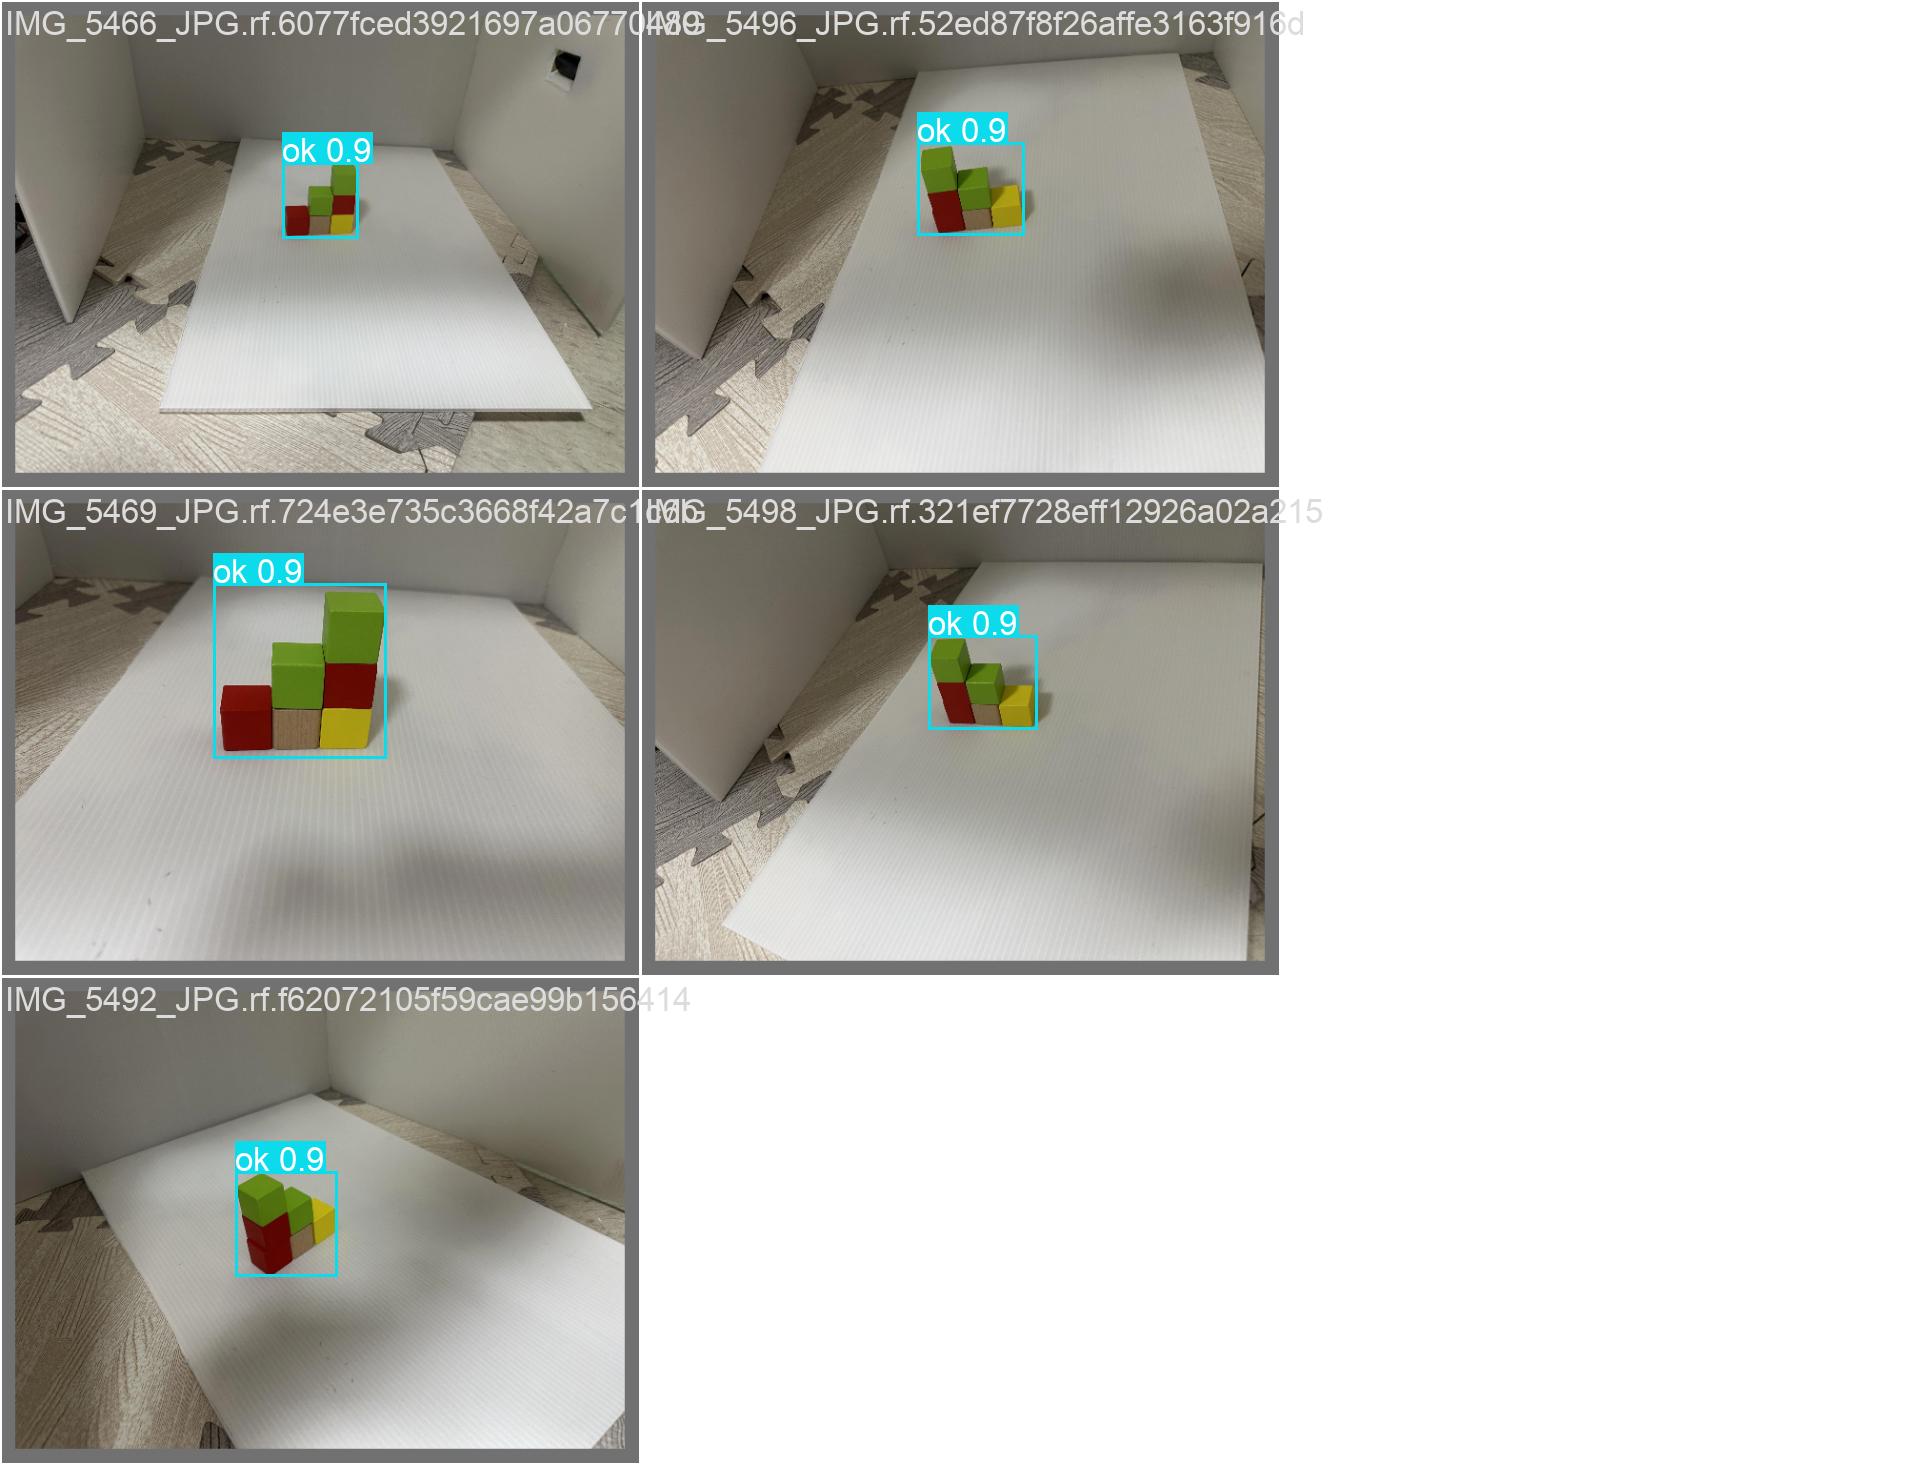 IMG_5466_JPG.rf.6077fced3921697a06770489
ok 0.9
IMG_5496_JPG.rf.52ed87f8f26affe3163f916d
ok 0.9
IMG_5469_JPG.rf.724e3e735c3668f42a7c1
ok 0.9
IMG_5498_JPG.rf.321ef7728eff12926a02a215
ok 0.9
IMG_5492_JPG.rf.f62072105f59cae99b156414
ok 0.9